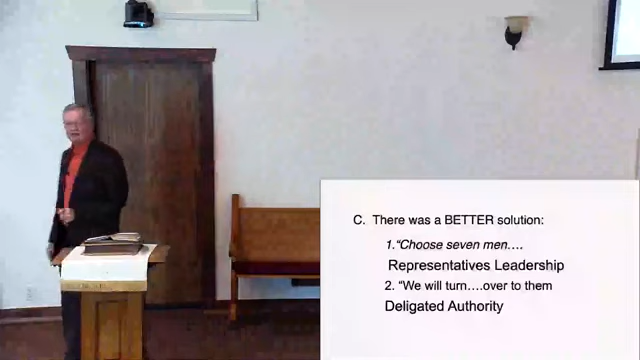 C. There was a BETTER solution:
1.“Choose seven men….
Representatives Leadership
2. “We will turn….over to them
Deligated Authority